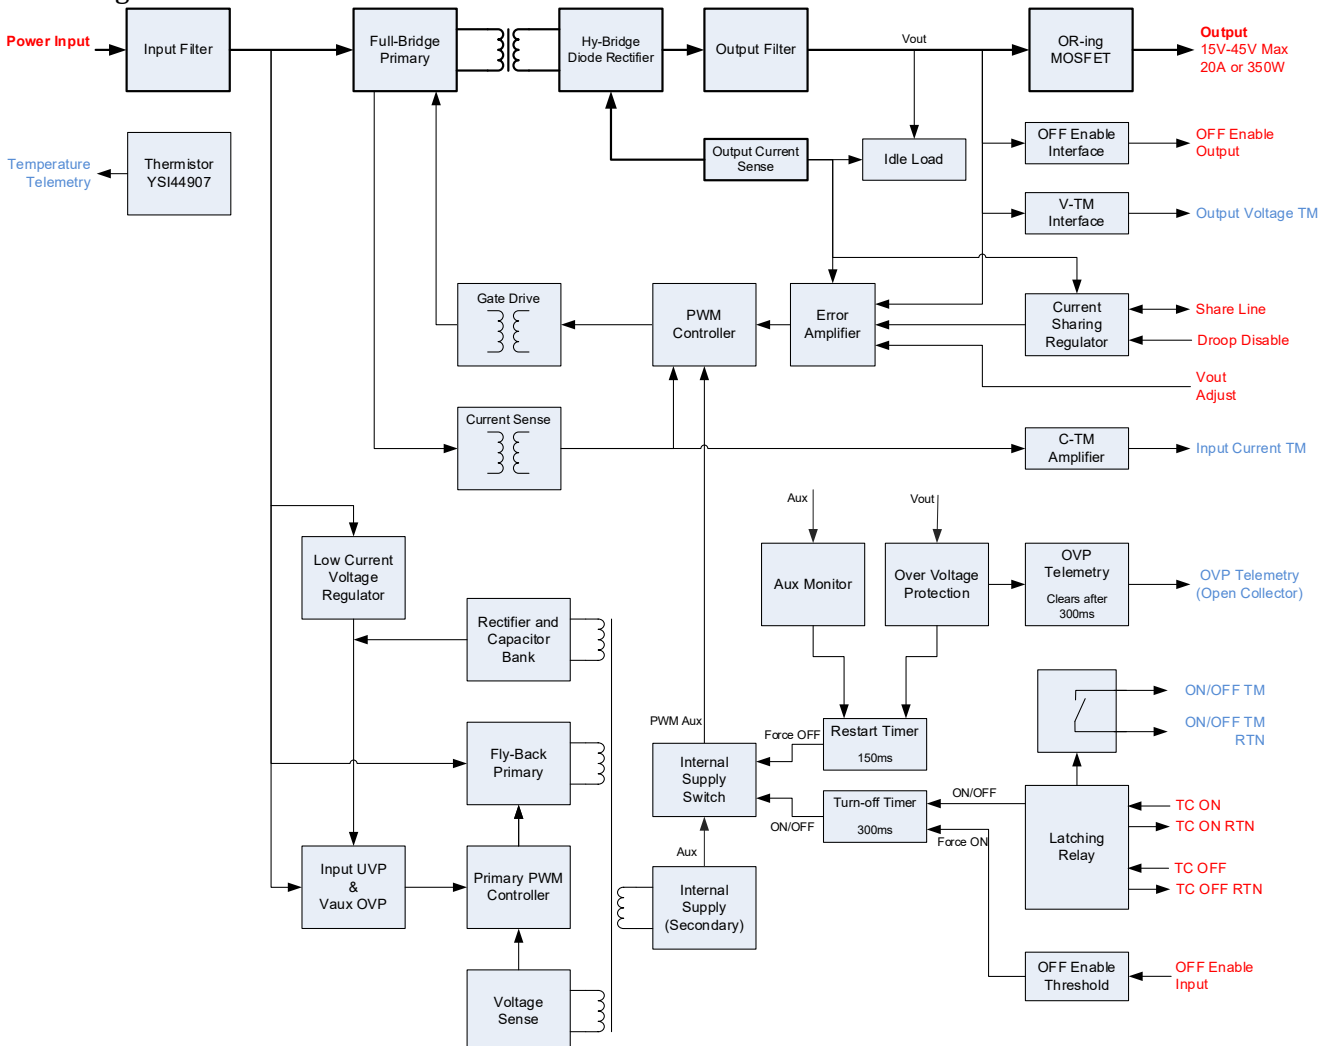 Power Input
Input Filter
Full-Bridge
Primary
Hy-Bridge
Diode Rectifier
Output Filter
Vout
OR-ing
MOSFET
Output
15V-45V Max
20A or 350W
Temperature
Telemetry
Thermistor
YSI44907
Output Current
Sense
Idle Load
OFF Enable
Interface
OFF Enable
Output
V-TM
Interface
Output Voltage TM
Gate Drive
PWM
Controller
Error
Amplifier
Current
Sharing
Regulator
Share Line
Droop Disable
Vout
Adjust
Current Sense
C-TM
Amplifier
Input Current TM
Aux
Vout
Low Current
Voltage
Regulator
Aux Monitor
Over Voltage
Protection
OVP
Telemetry
Clears after
300ms
OVP Telemetry
(Open Collector)
Rectifier and
Capacitor
Bank
ON/OFF TM
ON/OFF TM
RTN
PWM Aux
Force OFF
Restart Timer
150ms
Fly-Back
Primary
Internal
Supply
Switch
ON/OFF
Turn-off Timer
300ms
ON/OFF
Force ON
Latching
Relay
TC ON
TC ON RTN
TC OFF
TC OFF RTN
Aux
Input UVP
&
Vaux OVP
Primary PWM
Controller
Internal
Supply
(Secondary)
OFF Enable
Threshold
OFF Enable
Input
Voltage
Sense